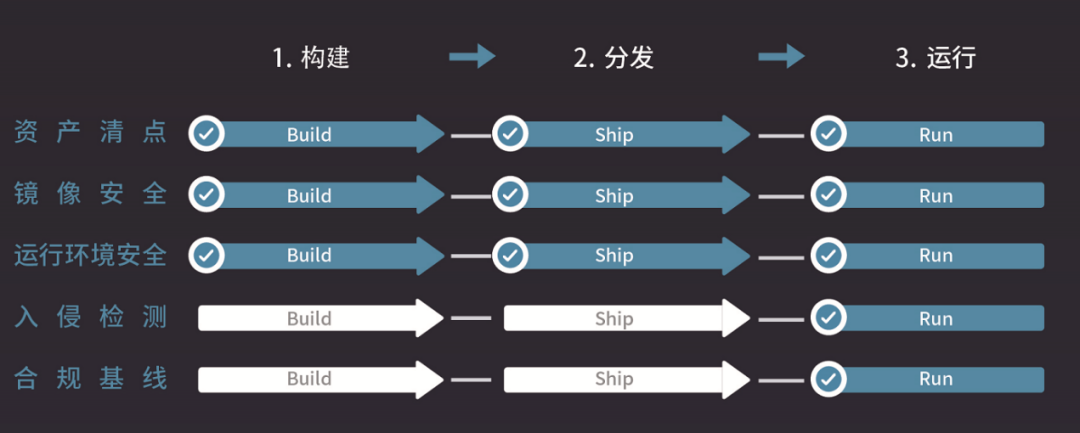 1. 构建 2. 分发 3. 运行
资产清点 Build Ship Run
镜像安全 Build Ship Run
运行环境安全 Build Ship Run
入侵检测 Build Ship Run
合规基线 Build Ship Run